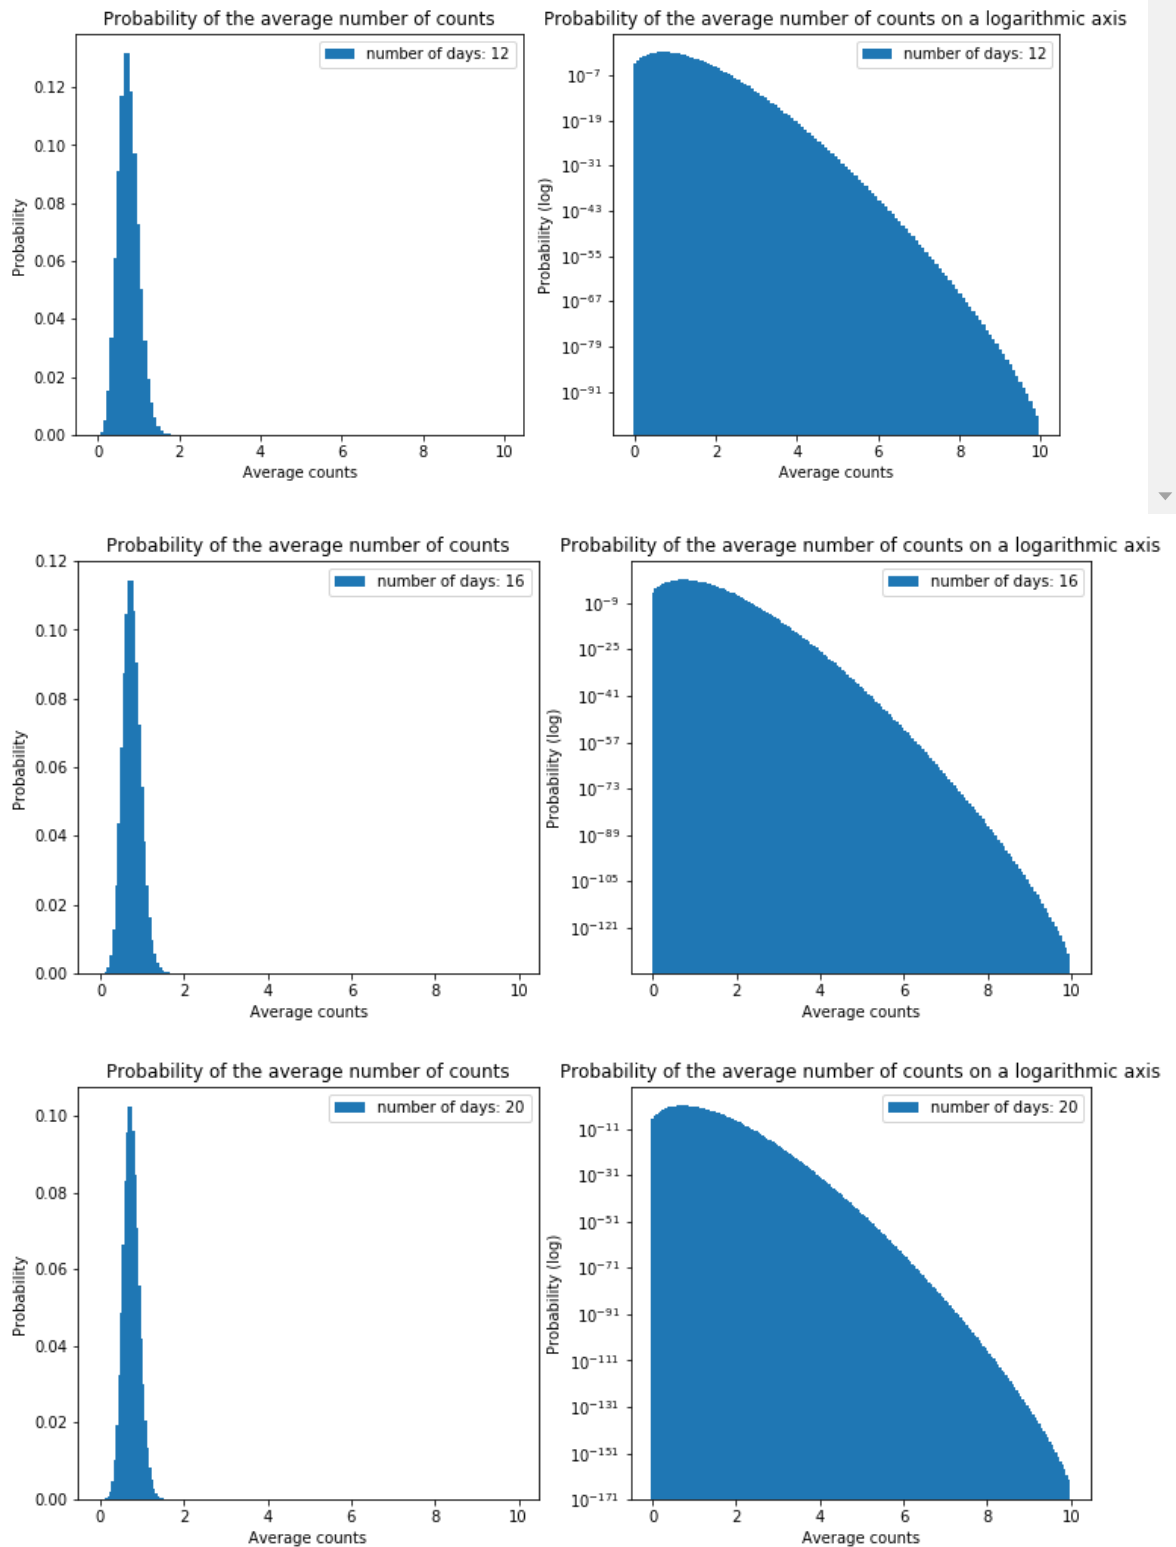 Probability of the average number of counts
number of days: 12
0.12
0.10
0.08
0.06
0.04
0.02
0.00
Probability
0 2 4 6 8 10
Average counts
Probability of the average number of counts on a logarithmic axis
number of days: 12
10⁻⁷
10⁻¹⁹
10⁻³¹
10⁻⁴³
10⁻⁵⁵
10⁻⁶⁷
10⁻⁷⁹
10⁻⁹¹
Probability (log)
0 2 4 6 8 10
Average counts
Probability of the average number of counts
number of days: 16
0.12
0.10
0.08
0.06
0.04
0.02
0.00
Probability
0 2 4 6 8 10
Average counts
Probability of the average number of counts on a logarithmic axis
number of days: 16
10⁻⁹
10⁻²⁵
10⁻⁴¹
10⁻⁵⁷
10⁻⁷³
10⁻⁸⁹
10⁻¹⁰⁵
10⁻¹²¹
Probability (log)
0 2 4 6 8 10
Average counts
Probability of the average number of counts
number of days: 20
0.10
0.08
0.06
0.04
0.02
0.00
Probability
0 2 4 6 8 10
Average counts
Probability of the average number of counts on a logarithmic axis
number of days: 20
10⁻¹¹
10⁻³¹
10⁻⁵¹
10⁻⁷¹
10⁻⁹¹
10⁻¹¹¹
10⁻¹³¹
10⁻¹⁵¹
10⁻¹⁷¹
Probability (log)
0 2 4 6 8 10
Average counts